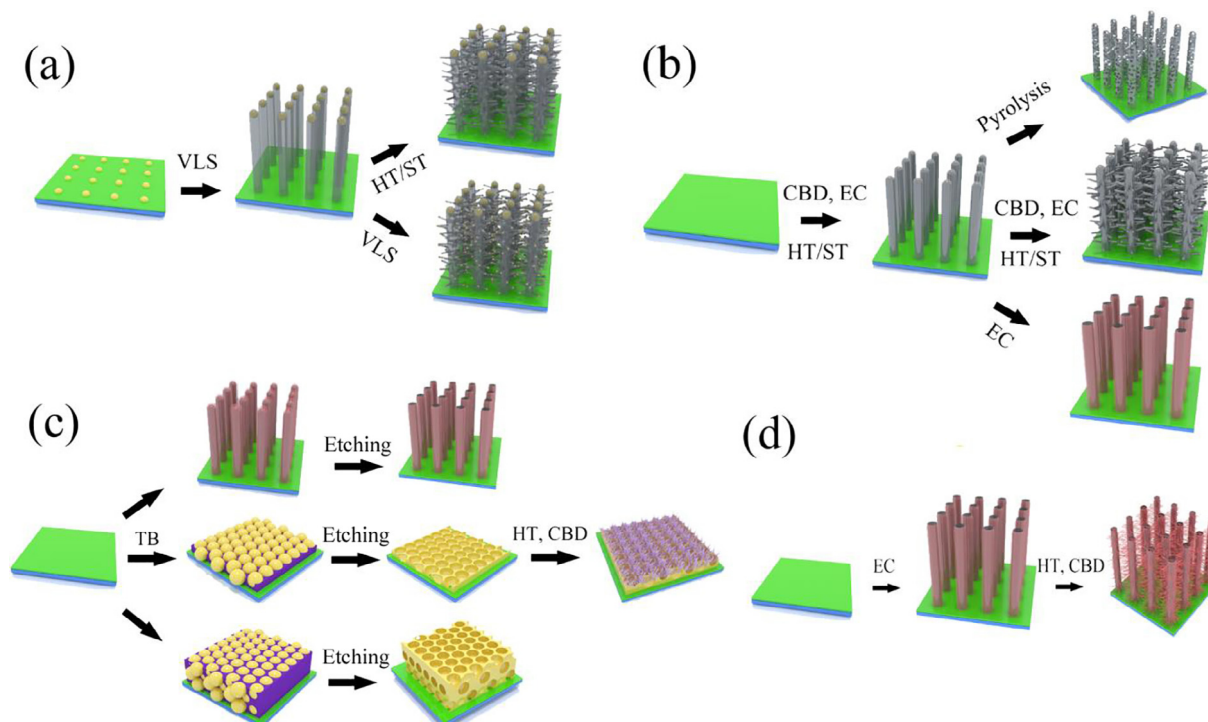 (a)
VLS
HT/ST
VLS
(b)
CBD, EC
HT/ST
Pyrolysis
CBD, EC
HT/ST
EC
(c)
Etching
TB
Etching
HT, CBD
Etching
(d)
EC
HT, CBD